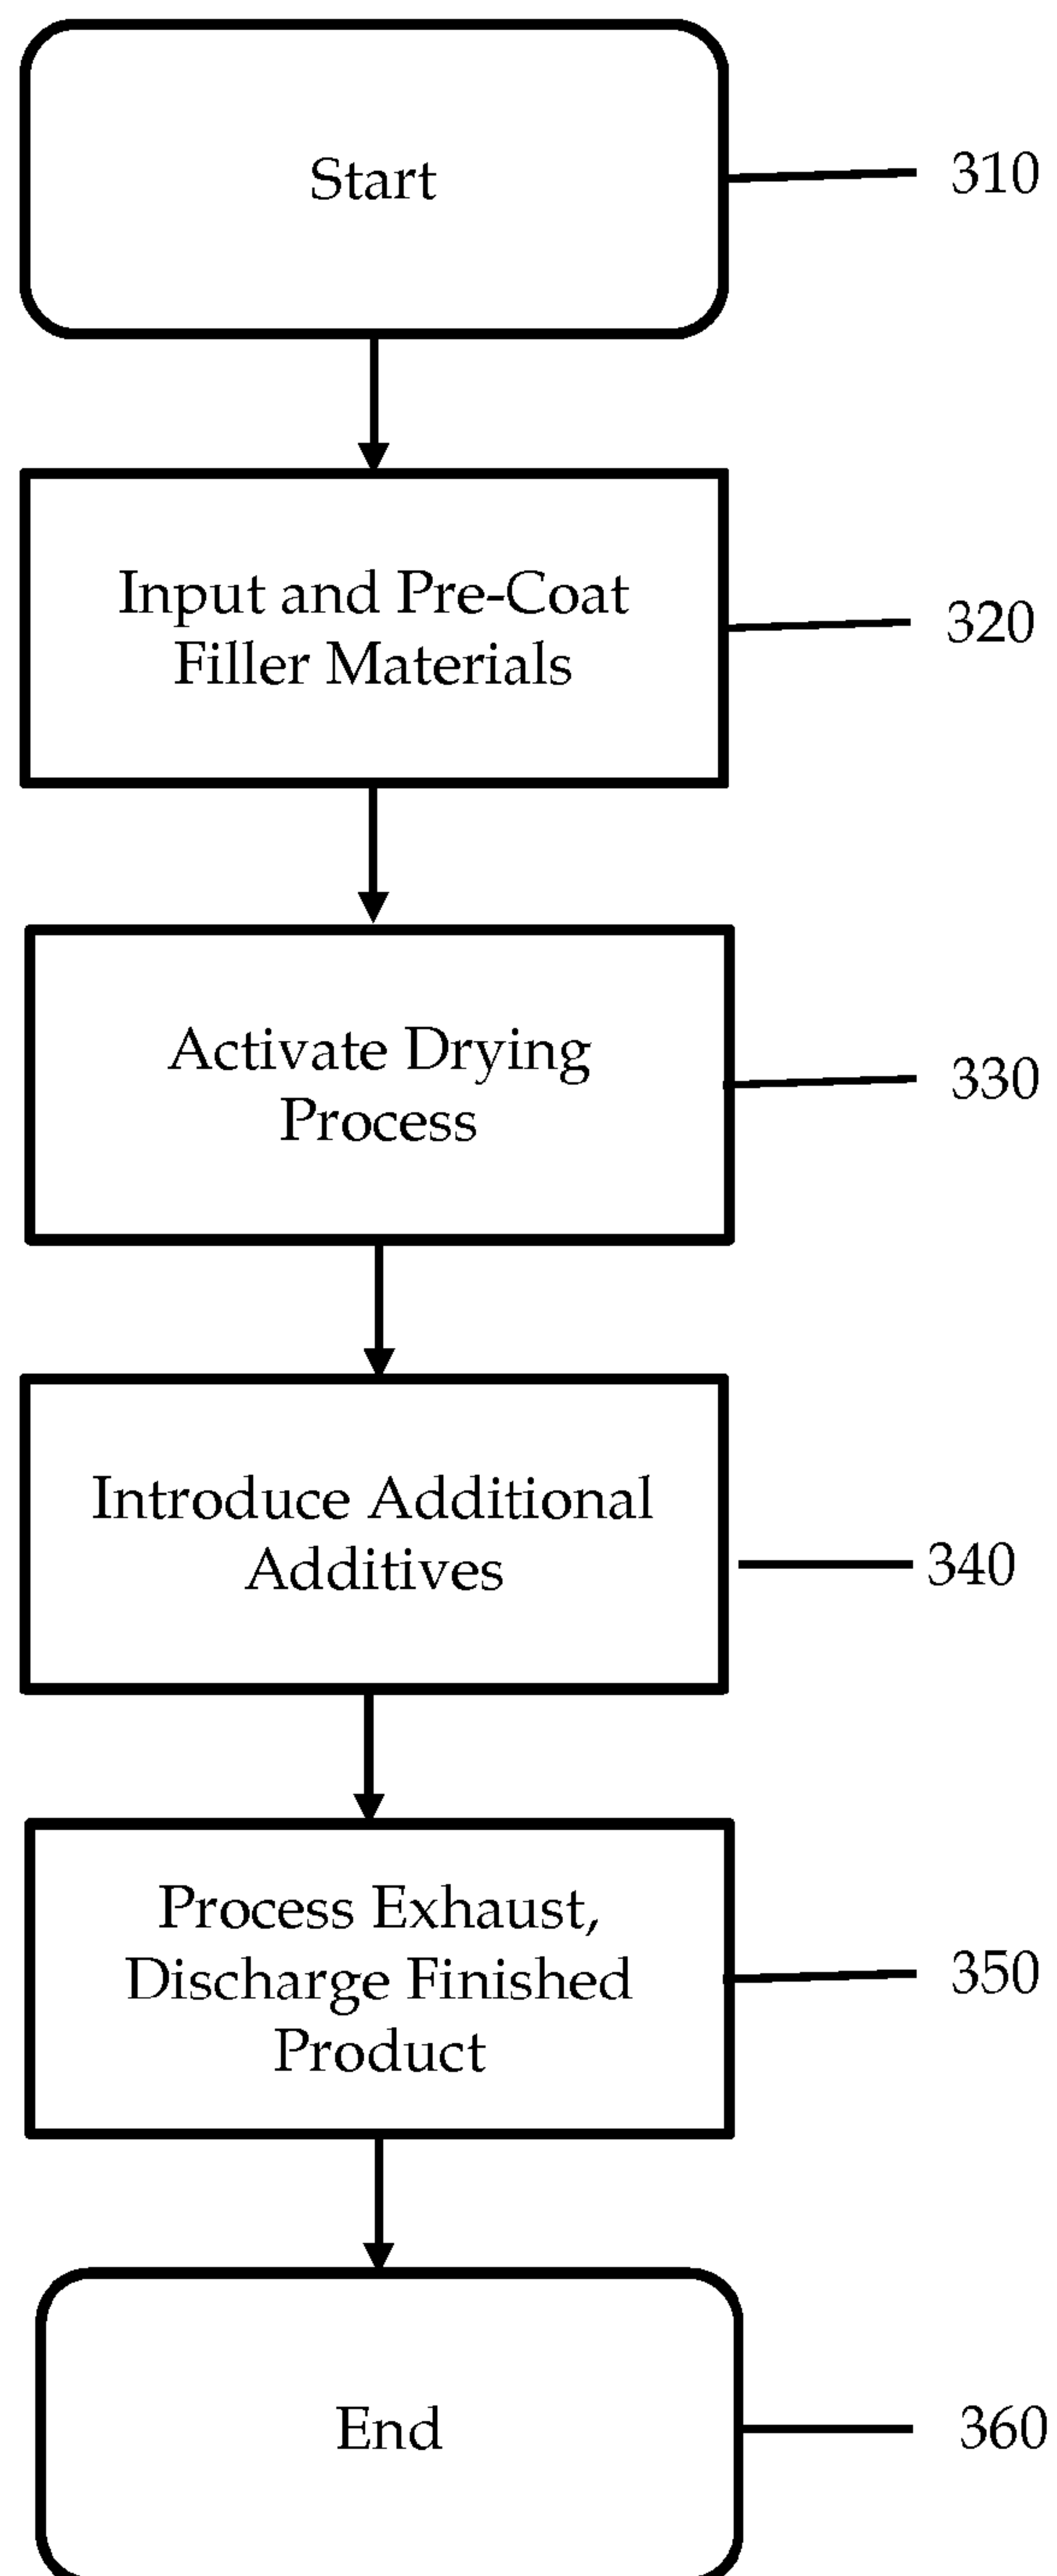 Start
310
Input and Pre-Coat
Filler Materials
320
Activate Drying
Process
330
Introduce Additional
Additives
340
Process Exhaust,
Discharge Finished
Product
350
End
360